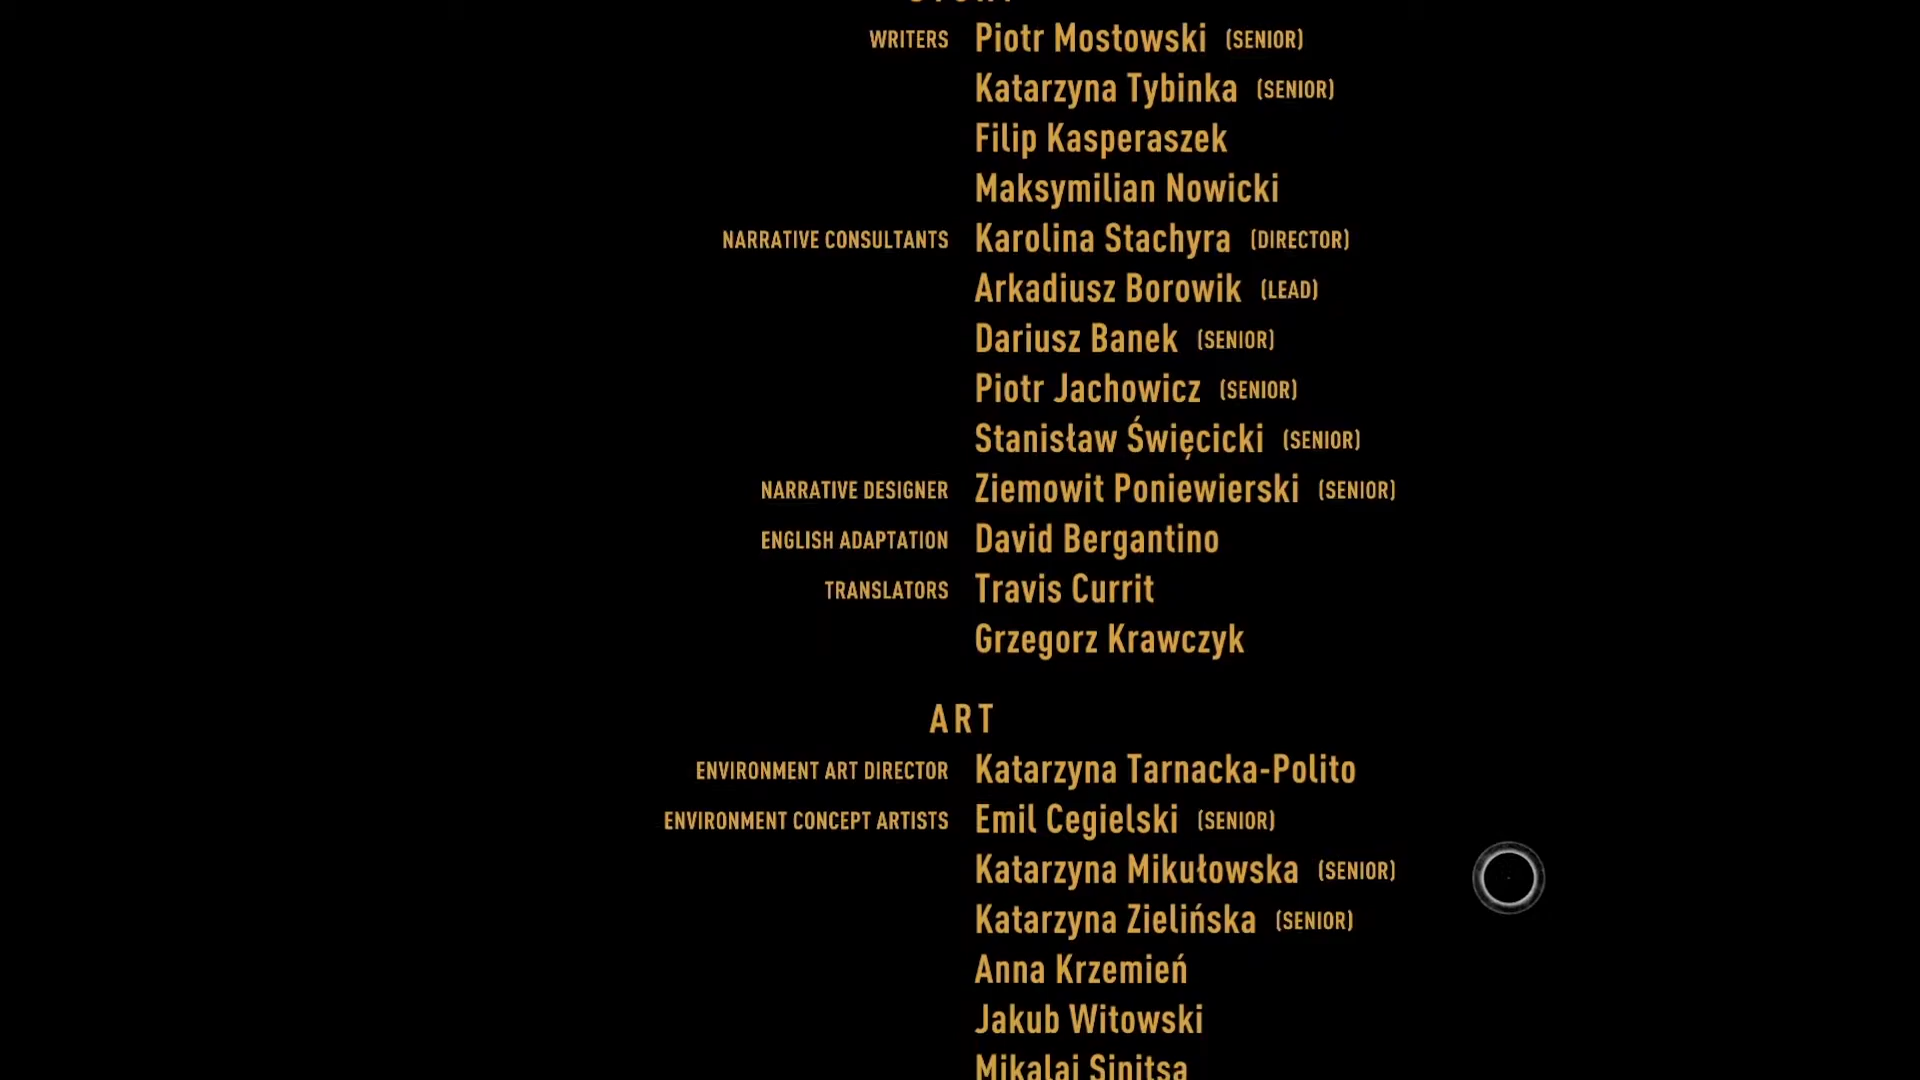 WRITERS Piotr Mostowski (SENIOR)
Katarzyna Tybinka (SENIOR)
Filip Kasperaszek
Maksymilian Nowicki
NARRATIVE CONSULTANTS Karolina Stachyra (DIRECTOR)
Arkadiusz Borowik (LEAD)
Dariusz Banek (SENIOR)
Piotr Jachowicz (SENIOR)
Stanisław Święcicki (SENIOR)
NARRATIVE DESIGNER Ziemowit Poniewierski (SENIOR)
ENGLISH ADAPTATION David Bergantino
TRANSLATORS Travis Currit
Grzegorz Krawczyk
ART
ENVIRONMENT ART DIRECTOR Katarzyna Tarnacka-Polito
ENVIRONMENT CONCEPT ARTISTS Emil Cegielski (SENIOR)
Katarzyna Mikułowska (SENIOR)
Katarzyna Zielińska (SENIOR)
Anna Krzemień
Jakub Witowski
Mikalai Sinitsa